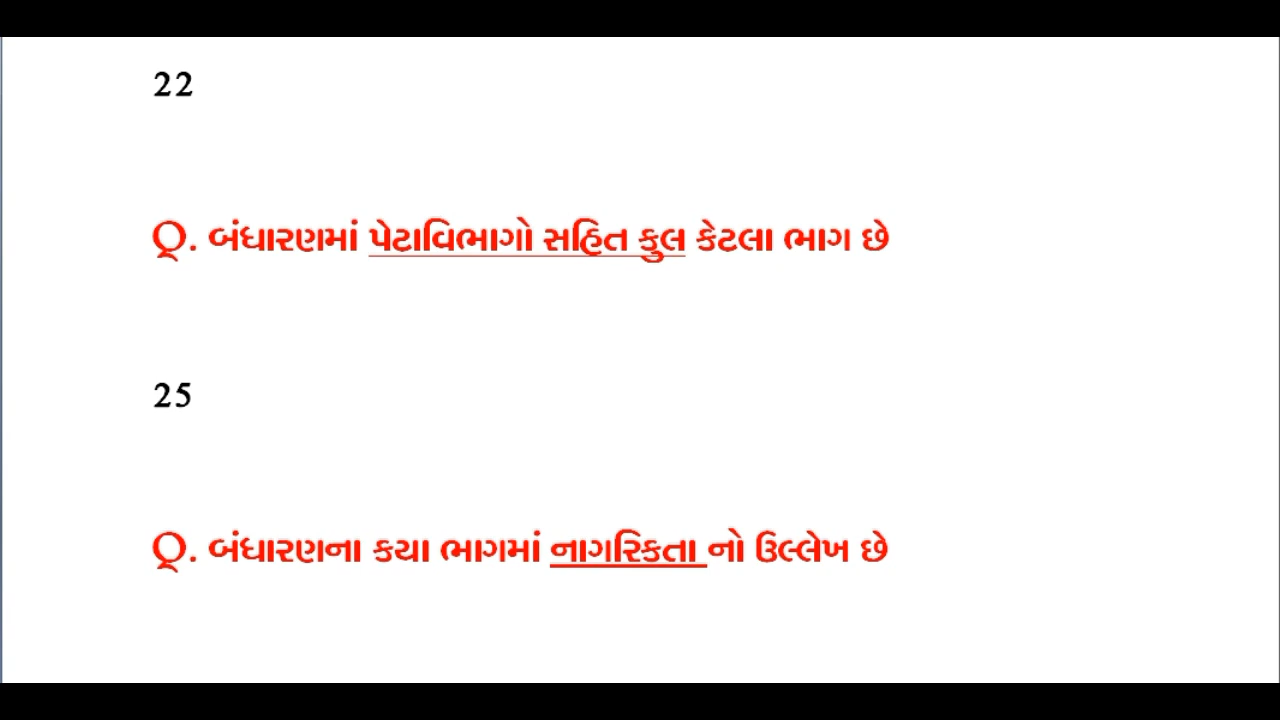 22
Q. બંધારણમાં પેટાવિભાગો સહિત કુલ કેટલા ભાગ છે
25
Q. બંધારણના કયા ભાગમાં નાગરિકતા નો ઉલ્લેખ છે